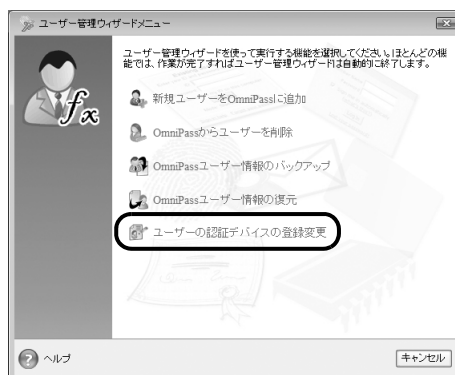 ユーザー管理ウィザードメニュー
fx
ユーザー管理ウィザードを使って実行する機能を選択してください。ほとんどの機
能では、作業が完了すればユーザー管理ウィザードは自動的に終了します。
新規ユーザーをOmniPassに追加
OmniPassからユーザーを削除
OmniPassユーザー情報のバックアップ
OmniPassユーザー情報の復元
ユーザーの認証デバイスの登録変更
ヘルプ
キャンセル